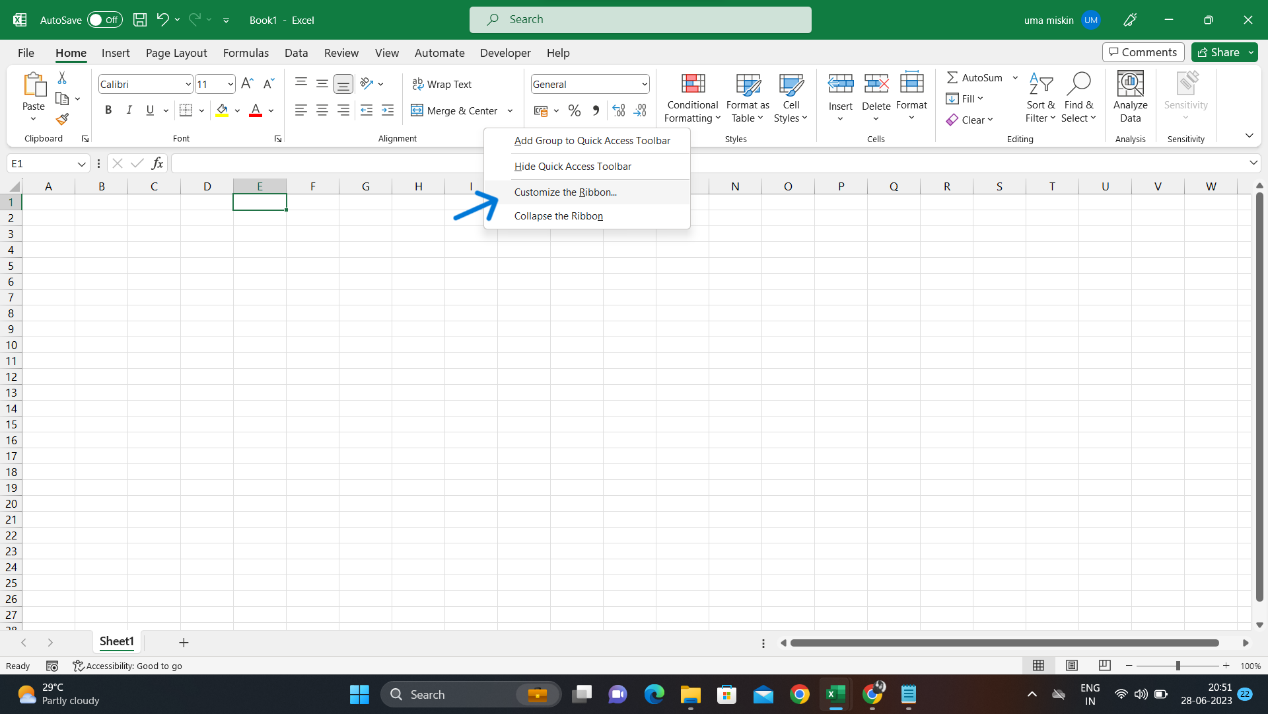 AutoSave Off Book1 - Excel Search uma miskin UM
File Home Insert Page Layout Formulas Data Review View Automate Developer Help Comments Share
Calibri 11 Wrap Text General AutoSum
Paste Merge & Center % Conditional Formatting Format as Table Cell Styles Insert Delete Format Fill Sort & Filter Find & Select Analyze Data Sensitivity
B I U A Clear
Clipboard Font Alignment Styles Cells Editing Analysis Sensitivity
Add Group to Quick Access Toolbar
E1 fx Hide Quick Access Toolbar
A B C D E F G H I N O P Q R S T U V W
Customize the Ribbon...
1
Collapse the Ribbon
2
3
4
5
6
7
8
9
10
11
12
13
14
15
16
17
18
19
20
21
22
23
24
25
26
27
28
Sheet1
Ready Accessibility: Good to go 100%
29°C
Partly cloudy
Search
ENG
IN
20:51
28-06-2023
22